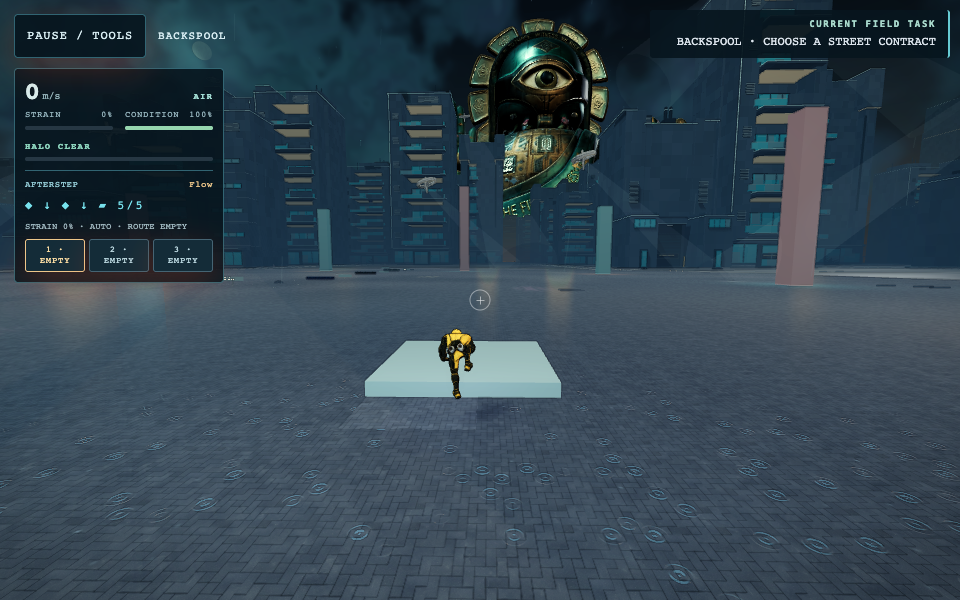 PAUSE / TOOLS
BACKSPOOL
CURRENT FIELD TASK
BACKSPOOL · CHOOSE A STREET CONTRACT
0 m/s
AIR
STRAIN 0% CONDITION 100%
HALO CLEAR
AFTERSTEP Flow
5/5
STRAIN 0% · AUTO · ROUTE EMPTY
1 · EMPTY
2 · EMPTY
3 · EMPTY